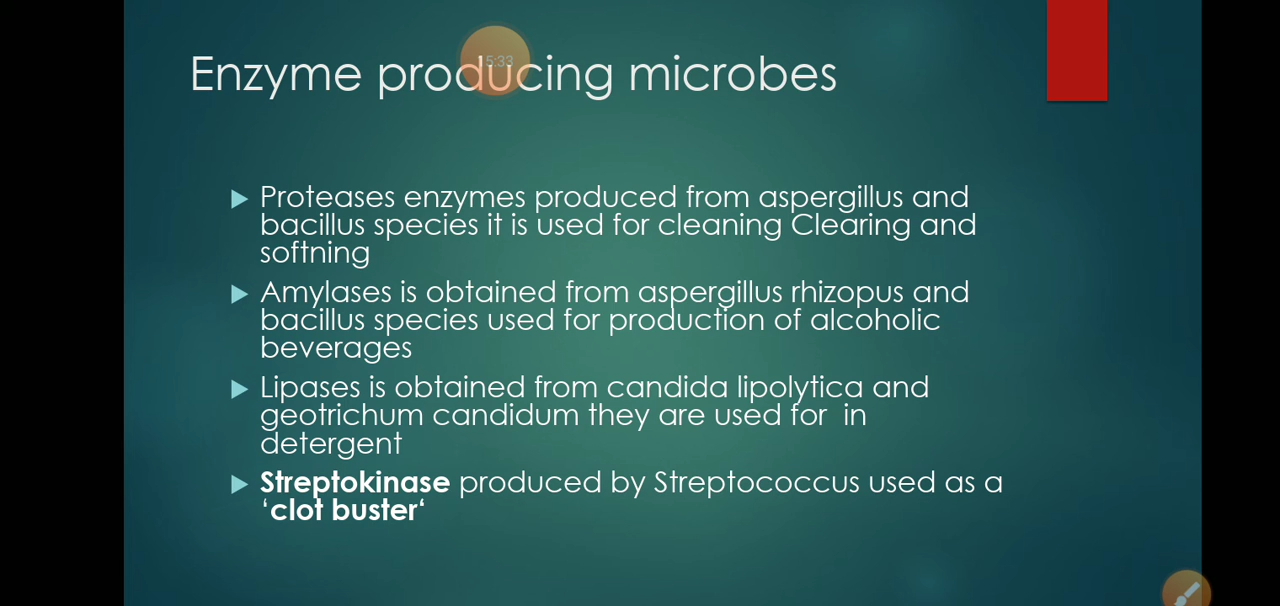 Enzyme producing microbes
15:33
Proteases enzymes produced from aspergillus and
bacillus species it is used for cleaning Clearing and
softning
Amylases is obtained from aspergillus rhizopus and
bacillus species used for production of alcoholic
beverages
Lipases is obtained from candida lipolytica and
geotrichum candidum they are used for  in
detergent
Streptokinase produced by Streptococcus used as a
‘clot buster‘